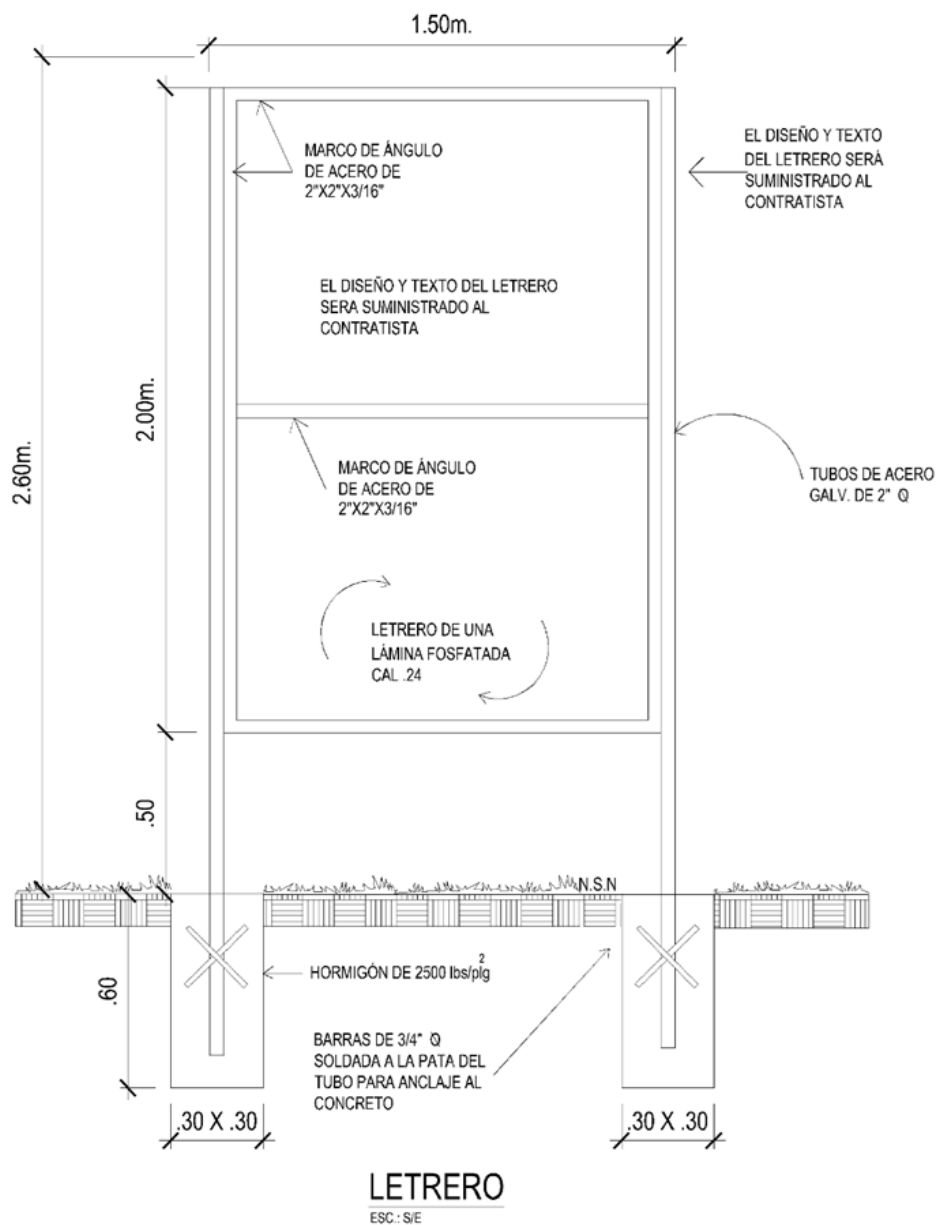 1.50m.
MARCO DE ÁNGULO
DE ACERO DE
2"X2"X3/16"
EL DISEÑO Y TEXTO
DEL LETRERO SERÁ
SUMINISTRADO AL
CONTRATISTA
EL DISEÑO Y TEXTO DEL LETRERO
SERA SUMINISTRADO AL
CONTRATISTA
2.00m.
2.60m.
MARCO DE ÁNGULO
DE ACERO DE
2"X2"X3/16"
TUBOS DE ACERO
GALV. DE 2" Q
LETRERO DE UNA
LÁMINA FOSFATADA
CAL .24
.50
N.S.N
.60
HORMIGÓN DE 2500 lbs/plg²
BARRAS DE 3/4" Q
SOLDADA A LA PATA DEL
TUBO PARA ANCLAJE AL
CONCRETO
.30 X .30
.30 X .30
LETRERO
ESC.: S/E